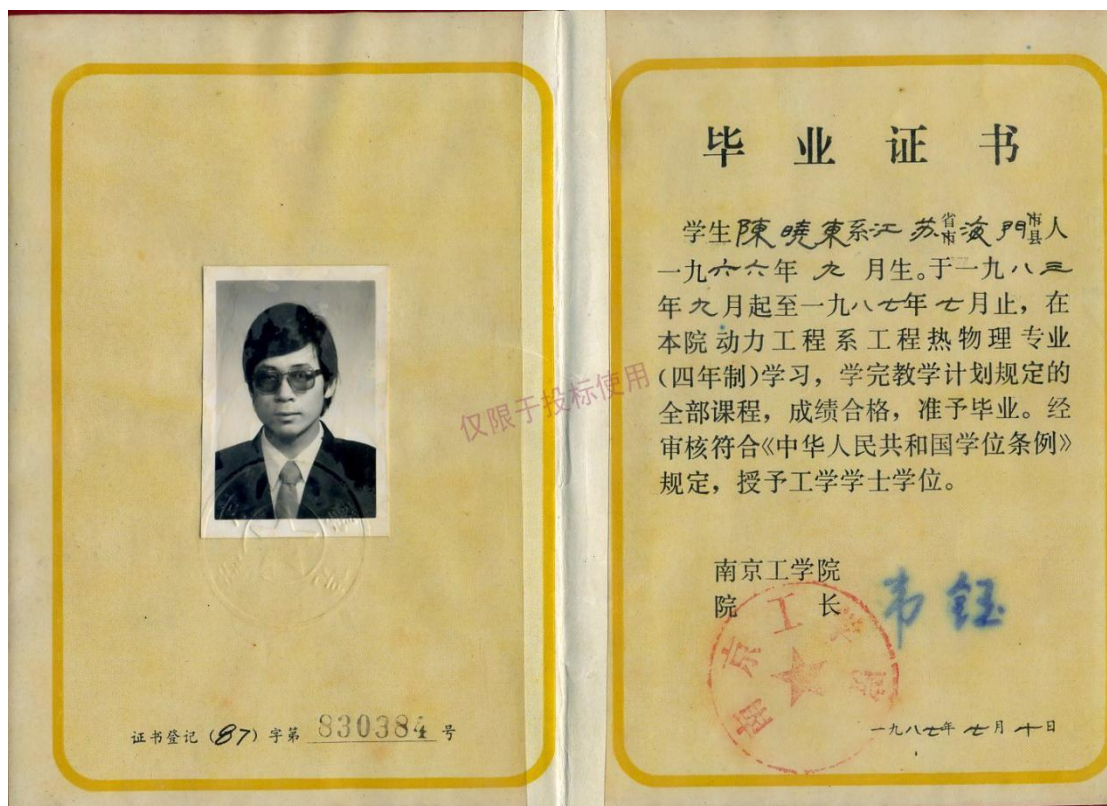 毕业证书
学生陳曉東系江苏省市海門市县人
一九六六年九月生。于一九八三
年九月起至一九八七年七月止，在
本院动力工程系工程热物理专业
(四年制)学习，学完教学计划规定的
全部课程，成绩合格，准予毕业。经
审核符合《中华人民共和国学位条例》
规定，授予工学学士学位。
南京工学院
院长 韦钰
南京工学院
一九八七年七月十日
证书登记(87)字第830384号
仅限于投标使用